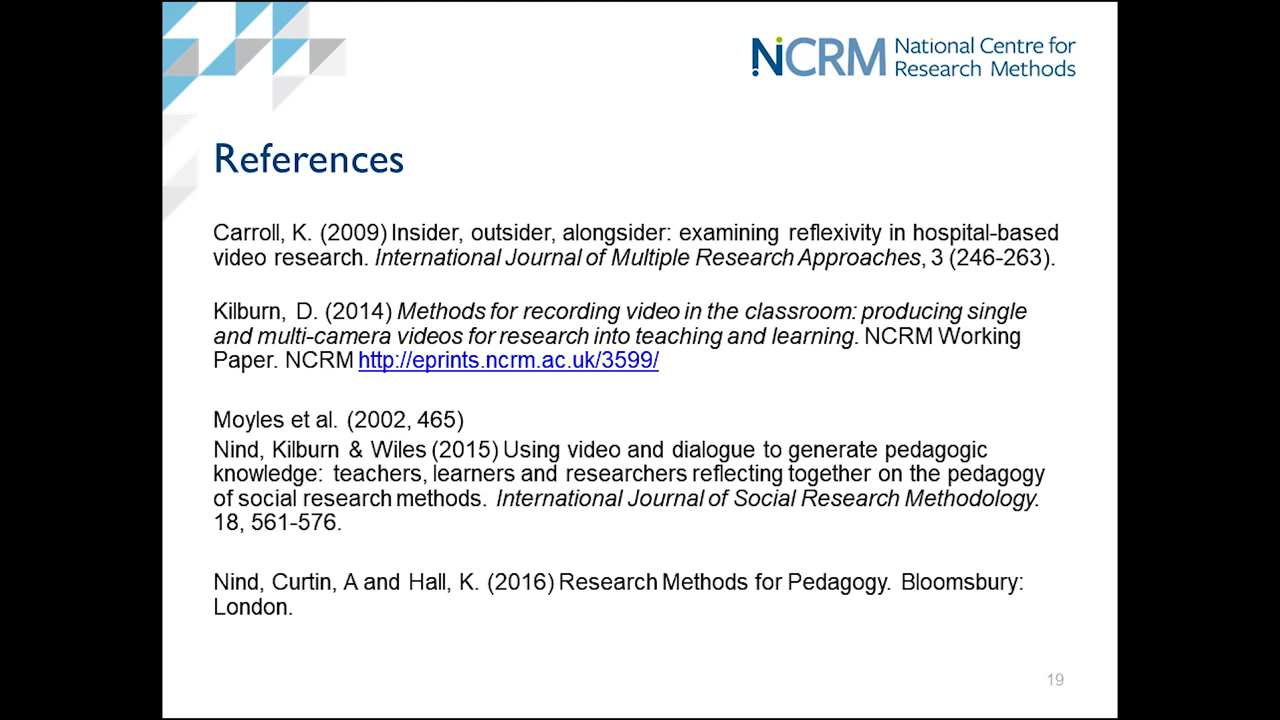 NCRM National Centre for
Research Methods
References
Carroll, K. (2009) Insider, outsider, alongsider: examining reflexivity in hospital-based
video research. International Journal of Multiple Research Approaches, 3 (246-263).
Kilburn, D. (2014) Methods for recording video in the classroom: producing single
and multi-camera videos for research into teaching and learning. NCRM Working
Paper. NCRM http://eprints.ncrm.ac.uk/3599/
Moyles et al. (2002, 465)
Nind, Kilburn & Wiles (2015) Using video and dialogue to generate pedagogic
knowledge: teachers, learners and researchers reflecting together on the pedagogy
of social research methods. International Journal of Social Research Methodology.
18, 561-576.
Nind, Curtin, A and Hall, K. (2016) Research Methods for Pedagogy. Bloomsbury:
London.
19